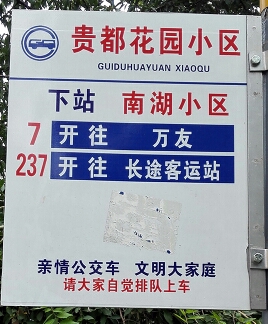 贵都花园小区
GUIDUHUAYUAN XIAOQU
下站 南湖小区
7 开往 万友
237 开往 长途客运站
亲情公交车 文明大家庭
请大家自觉排队上车